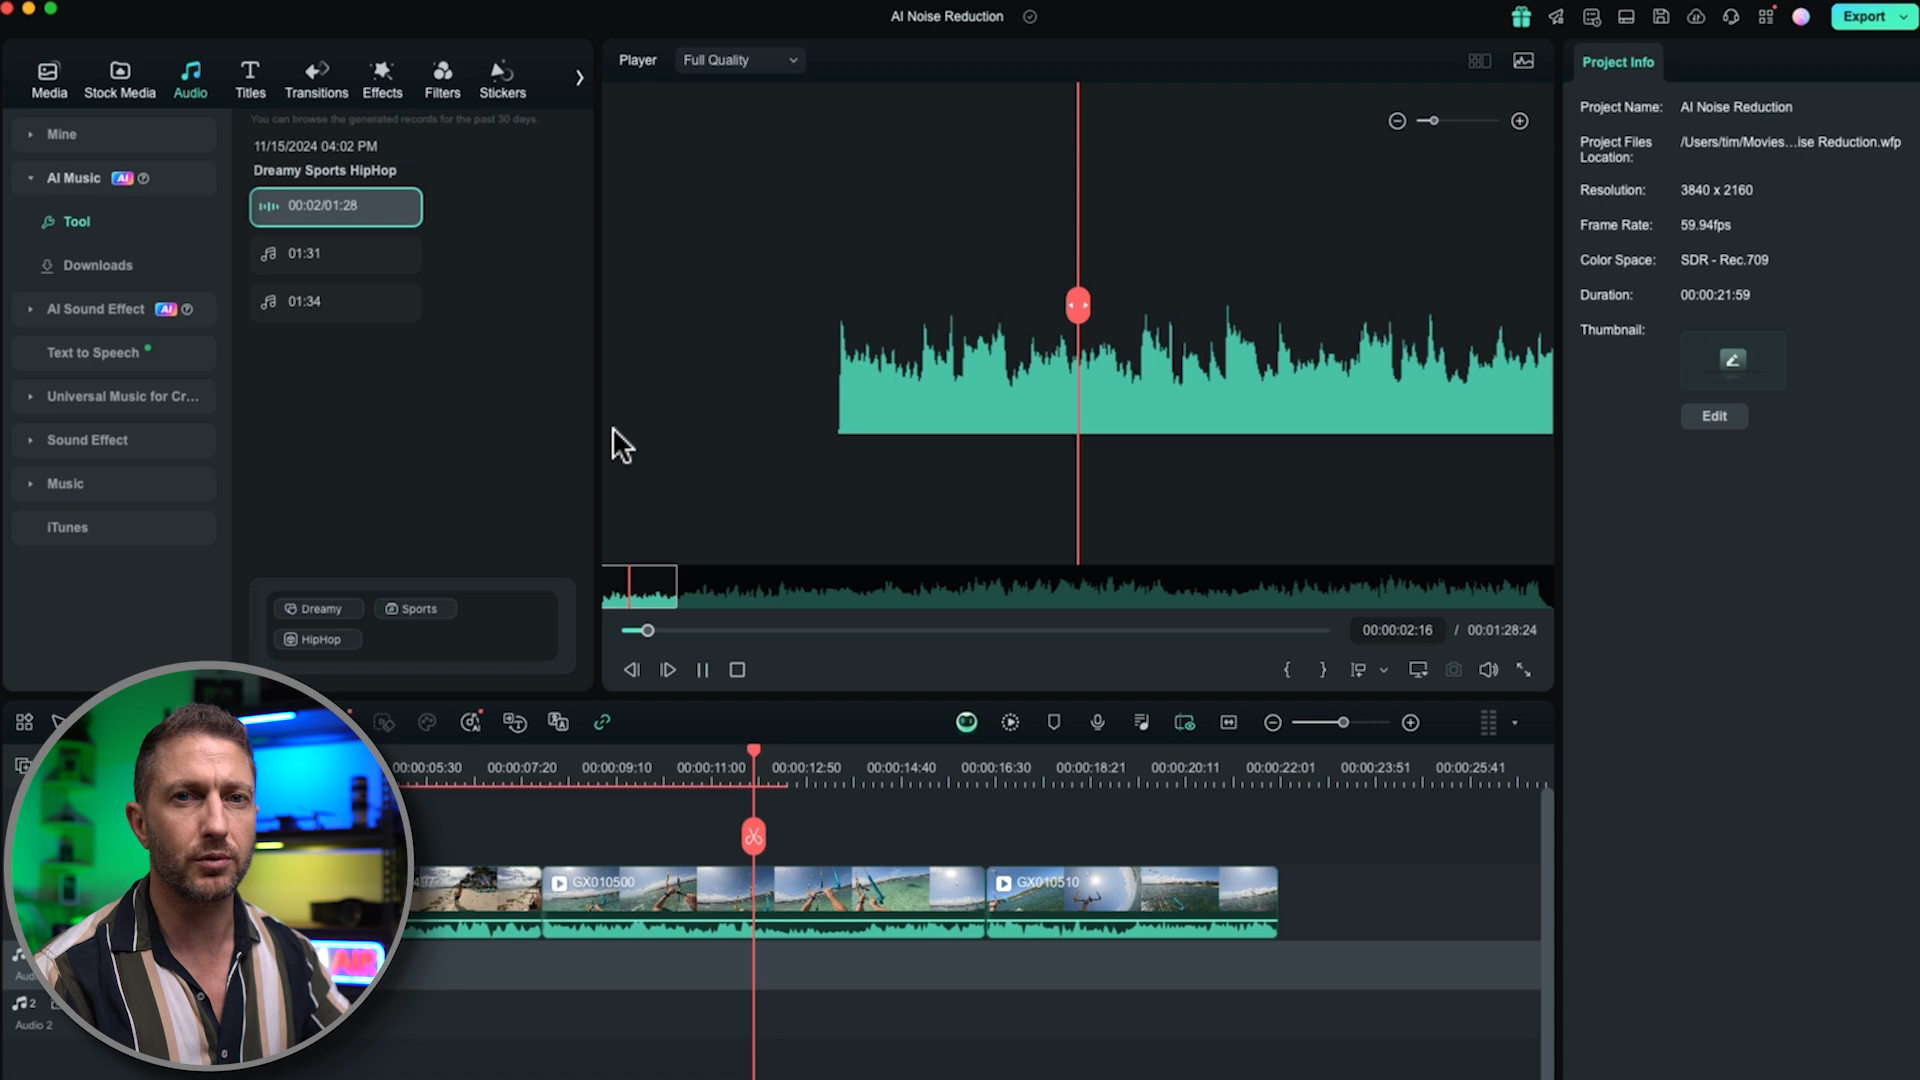 AI Noise Reduction
Export
Media
Stock Media
Audio
Titles
Transitions
Effects
Filters
Stickers
Mine
AI Music AI
Tool
Downloads
AI Sound Effect AI
Text to Speech
Universal Music for Cr...
Sound Effect
Music
iTunes
You can browse the generated records for the past 30 days.
11/15/2024 04:02 PM
Dreamy Sports HipHop
00:02/01:28
01:31
01:34
Dreamy
Sports
HipHop
Player
Full Quality
00:00:02:16 / 00:01:28:24
{ }
Project Info
Project Name: AI Noise Reduction
Project Files Location: /Users/tim/Movies...ise Reduction.wfp
Resolution: 3840 x 2160
Frame Rate: 59.94fps
Color Space: SDR - Rec.709
Duration: 00:00:21:59
Thumbnail:
Edit
00:00:05:30 00:00:07:20 00:00:09:10 00:00:11:00 00:00:12:50 00:00:14:40 00:00:16:30 00:00:18:21 00:00:20:11 00:00:22:01 00:00:23:51 00:00:25:41
GX010500
GX010510
2
Audio 2